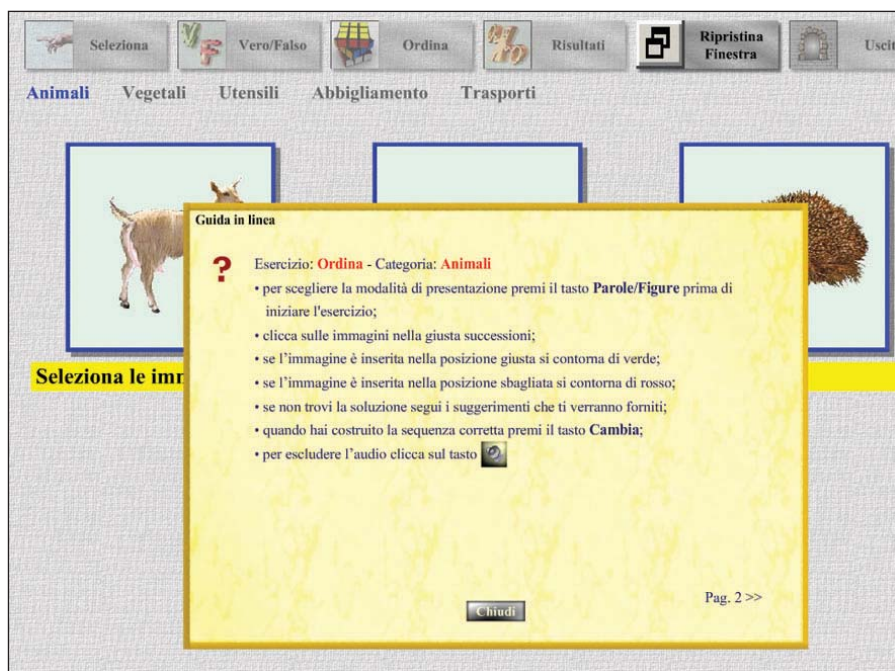 Seleziona
Vero/Falso
Ordina
Risultati
Ripristina
Finestra
Uscit
Animali Vegetali Utensili Abbigliamento Trasporti
Guida in linea
? Esercizio: Ordina - Categoria: Animali
• per scegliere la modalità di presentazione premi il tasto Parole/Figure prima di
iniziare l'esercizio;
• clicca sulle immagini nella giusta successioni;
• se l'immagine è inserita nella posizione giusta si contorna di verde;
• se l'immagine è inserita nella posizione sbagliata si contorna di rosso;
• se non trovi la soluzione segui i suggerimenti che ti verranno forniti;
• quando hai costruito la sequenza corretta premi il tasto Cambia;
• per escludere l'audio clicca sul tasto
Seleziona le imm
Pag. 2 >>
Chiudi